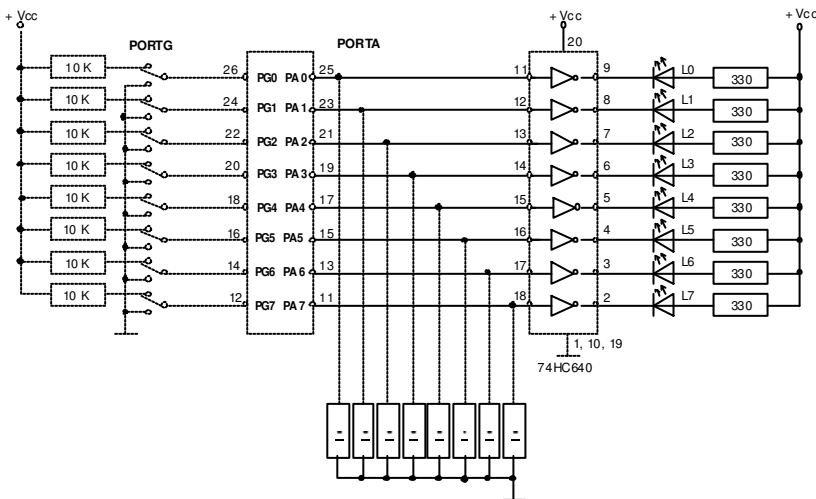 + Vcc
+ Vcc
+ Vcc
PORTG
PORTA
20
10 K
26
PG0
PA 0
25
11
9
L0
330
10 K
24
PG1
PA 1
23
12
8
L1
330
10 K
22
PG2
PA 2
21
13
7
L2
330
10 K
20
PG3
PA 3
19
14
6
L3
330
10 K
18
PG4
PA4
17
15
5
L4
330
10 K
16
PG5
PA5
15
16
4
L5
330
10 K
14
PG6
PA 6
13
17
3
L6
330
10 K
12
PG7
PA 7
11
18
2
L7
330
1, 10, 19
74HC640